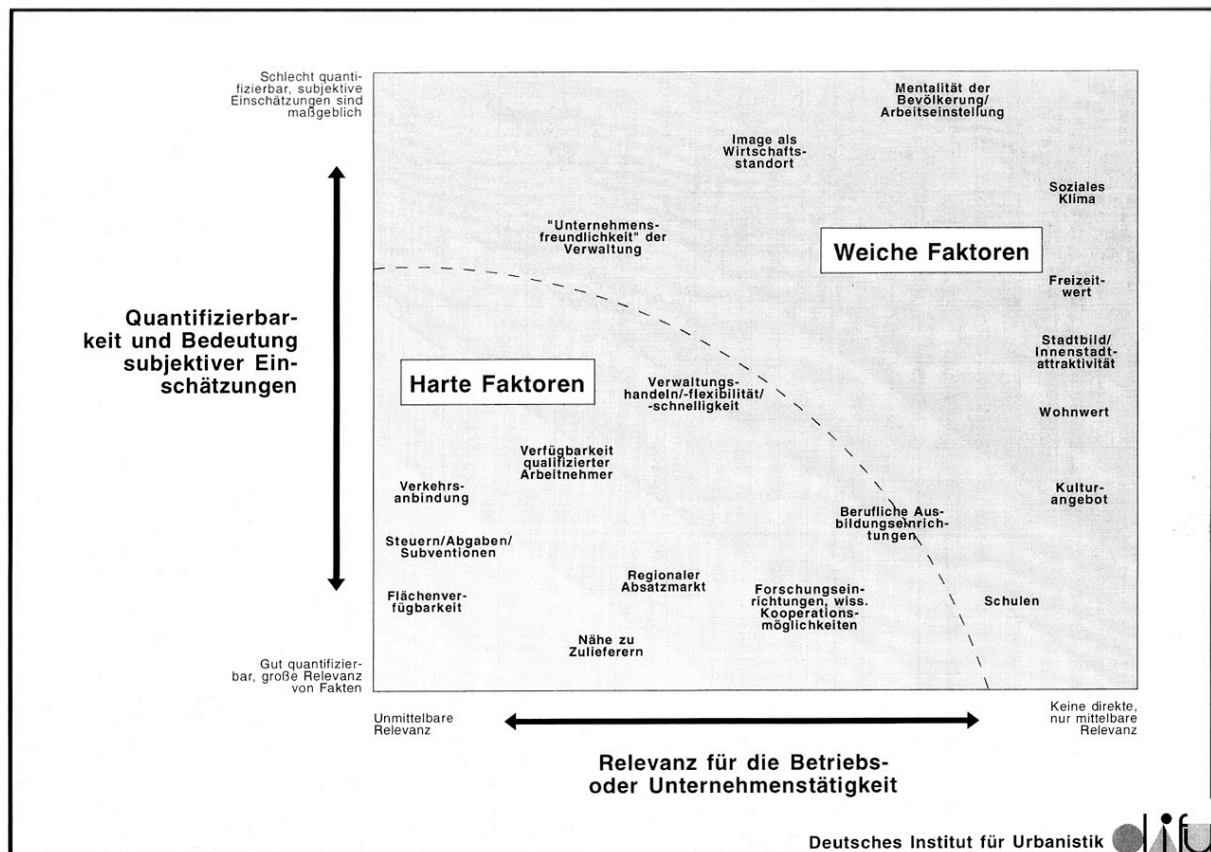 Schlecht quanti-
fizierbar, subjektive
Einschätzungen sind
maßgeblich
Mentalität der
Bevölkerung/
Arbeitseinstellung
Image als
Wirtschafts-
standort
Soziales
Klima
"Unternehmens-
freundlichkeit" der
Verwaltung
Weiche Faktoren
Freizeit-
wert
Quantifizierbar-
keit und Bedeutung
subjektiver Ein-
schätzungen
Stadtbild/
Innenstadt-
attraktivität
Harte Faktoren
Verwaltungs-
handeln/-flexibilität/
-schnelligkeit
Wohnwert
Verfügbarkeit
qualifizierter
Arbeitnehmer
Verkehrs-
anbindung
Kultur-
angebot
Berufliche Aus-
bildungseinrich-
tungen
Steuern/Abgaben/
Subventionen
Regionaler
Absatzmarkt
Forschungsein-
richtungen, wiss.
Kooperations-
möglichkeiten
Flächenver-
fügbarkeit
Schulen
Nähe zu
Zulieferern
Gut quantifizier-
bar, große Relevanz
von Fakten
Unmittelbare
Relevanz
Keine direkte,
nur mittelbare
Relevanz
Relevanz für die Betriebs-
oder Unternehmenstätigkeit
Deutsches Institut für Urbanistik
difu